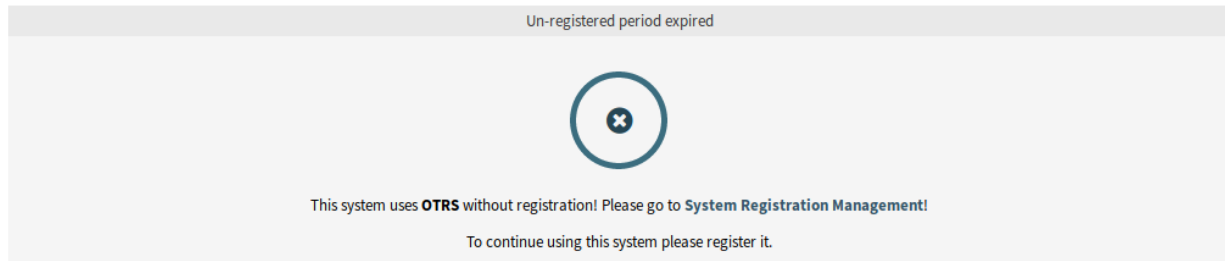 Un-registered period expired
This system uses OTRS without registration! Please go to System Registration Management!
To continue using this system please register it.